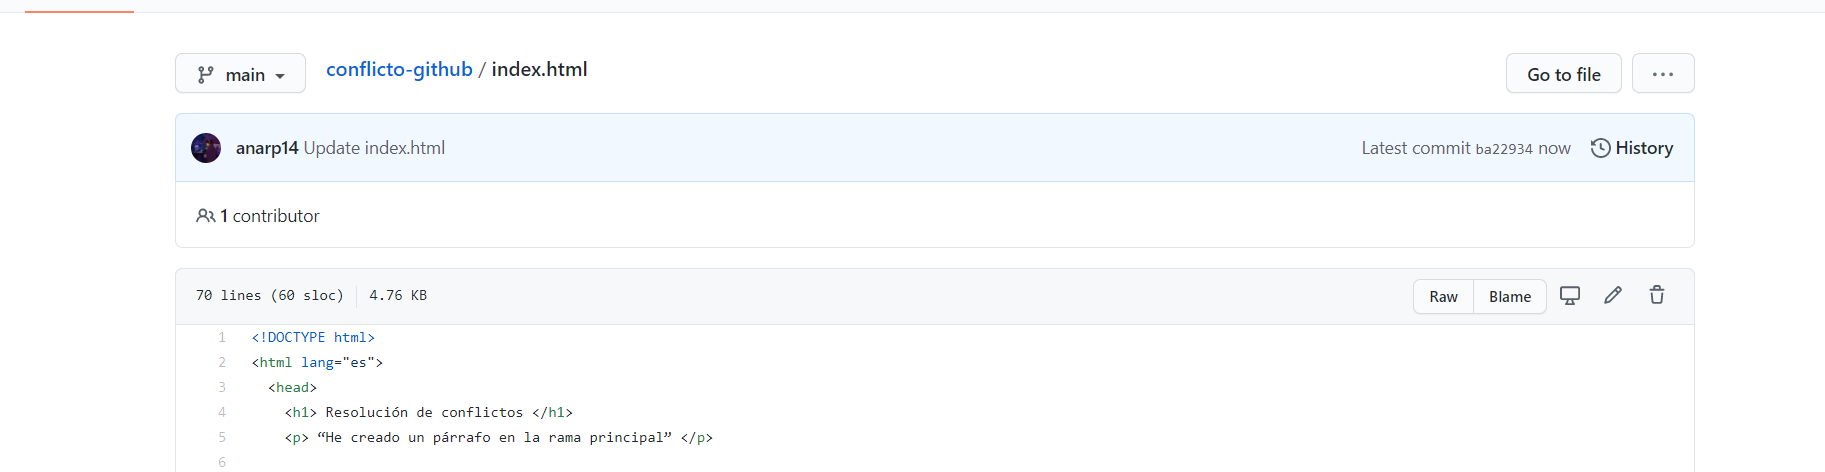 main
conflicto-github / index.html
Go to file
...
anarp14 Update index.html
Latest commit ba22934 now
History
1 contributor
70 lines (60 sloc) 4.76 KB
Raw
Blame
1 <!DOCTYPE html>
2 <html lang="es">
3 <head>
4 <h1> Resolución de conflictos </h1>
5 <p> “He creado un párrafo en la rama principal” </p>
6